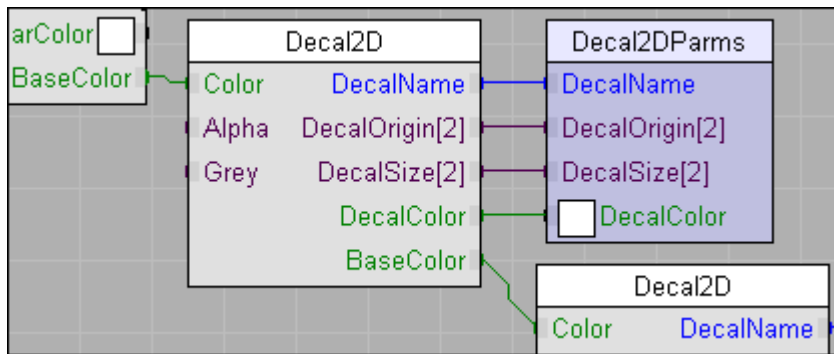 arColor
BaseColor
Decal2D
Color DecalName
Alpha DecalOrigin[2]
Grey DecalSize[2]
DecalColor
BaseColor
Decal2DParms
DecalName
DecalOrigin[2]
DecalSize[2]
DecalColor
Decal2D
Color DecalName